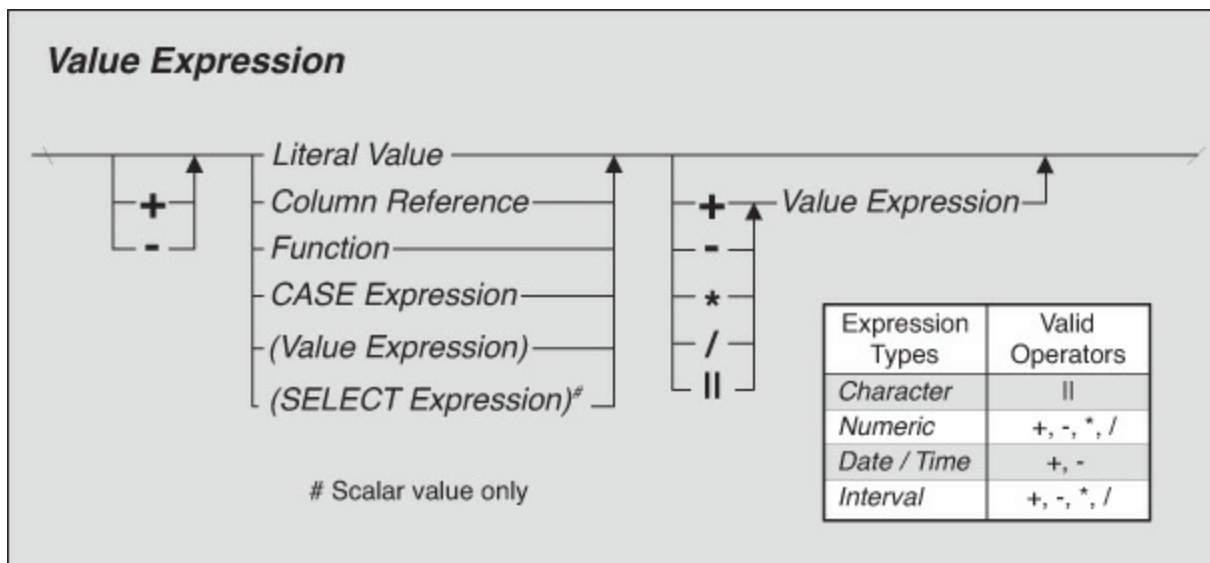 Value Expression
Literal Value
+ Column Reference + Value Expression
- Function -
CASE Expression *
(Value Expression) /
(SELECT Expression)# ||
# Scalar value only
Expression Types Valid Operators
Character ||
Numeric +, -, *, /
Date / Time +, -
Interval +, -, *, /